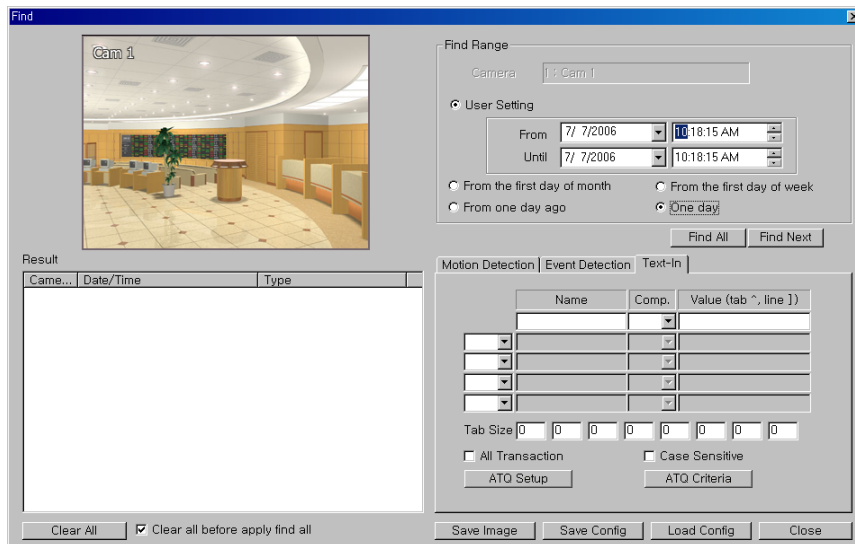 Find
Cam 1
Find Range
Camera 1 : Cam 1
User Setting
From 7/ 7/2006 10:18:15 AM
Until 7/ 7/2006 10:18:15 AM
From the first day of month From the first day of week
From one day ago One day
Find All Find Next
Result
Came... Date/Time Type
Motion Detection Event Detection Text-In
Name Comp. Value (tab ^, line ])
Tab Size 0 0 0 0 0 0 0 0
All Transaction Case Sensitive
ATQ Setup ATQ Criteria
Clear All Clear all before apply find all
Save Image Save Config Load Config Close